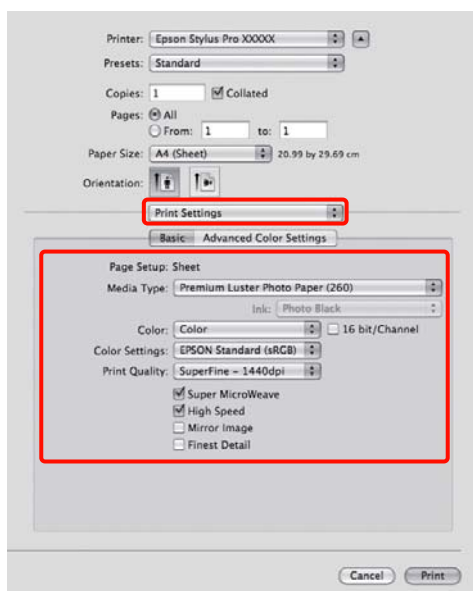 Printer: Epson Stylus Pro XXXXX
Presets: Standard
Copies: 1 Collated
Pages: All
From: 1 to: 1
Paper Size: A4 (Sheet) 20.99 by 29.69 cm
Orientation:
Print Settings
Basic Advanced Color Settings
Page Setup: Sheet
Media Type: Premium Luster Photo Paper (260)
Ink: Photo Black
Color: Color 16 bit/Channel
Color Settings: EPSON Standard (sRGB)
Print Quality: SuperFine – 1440dpi
Super MicroWeave
High Speed
Mirror Image
Finest Detail
Cancel Print